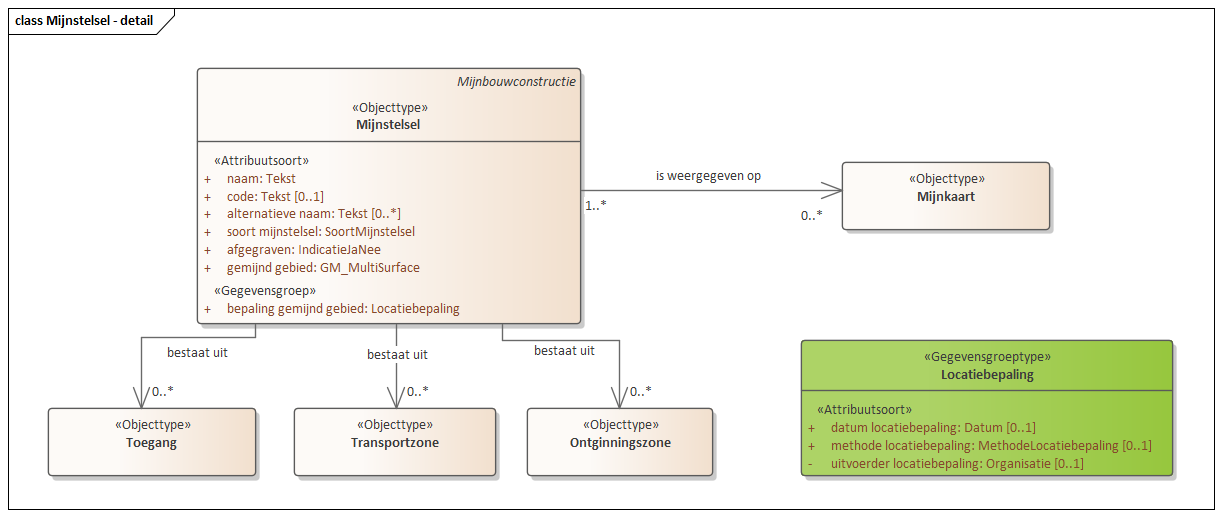 class Mijnstelsel - detail
Mijnbouwconstructie
«Objecttype»
Mijnstelsel
«Attribuutsoort»
+ naam: Tekst
+ code: Tekst [0..1]
+ alternatieve naam: Tekst [0..*]
+ soort mijnstelsel: SoortMijnstelsel
+ afgegraven: IndicatieJaNee
+ gemijnd gebied: GM_MultiSurface
«Gegevensgroep»
+ bepaling gemijnd gebied: Locatiebepaling
is weergegeven op
1..*
0..*
«Objecttype»
Mijnkaart
bestaat uit
0..*
bestaat uit
0..*
bestaat uit
0..*
«Objecttype»
Toegang
«Objecttype»
Transportzone
«Objecttype»
Ontginningszone
«Gegevensgroeptype»
Locatiebepaling
«Attribuutsoort»
+ datum locatiebepaling: Datum [0..1]
+ methode locatiebepaling: MethodeLocatiebepaling [0..1]
- uitvoerder locatiebepaling: Organisatie [0..1]